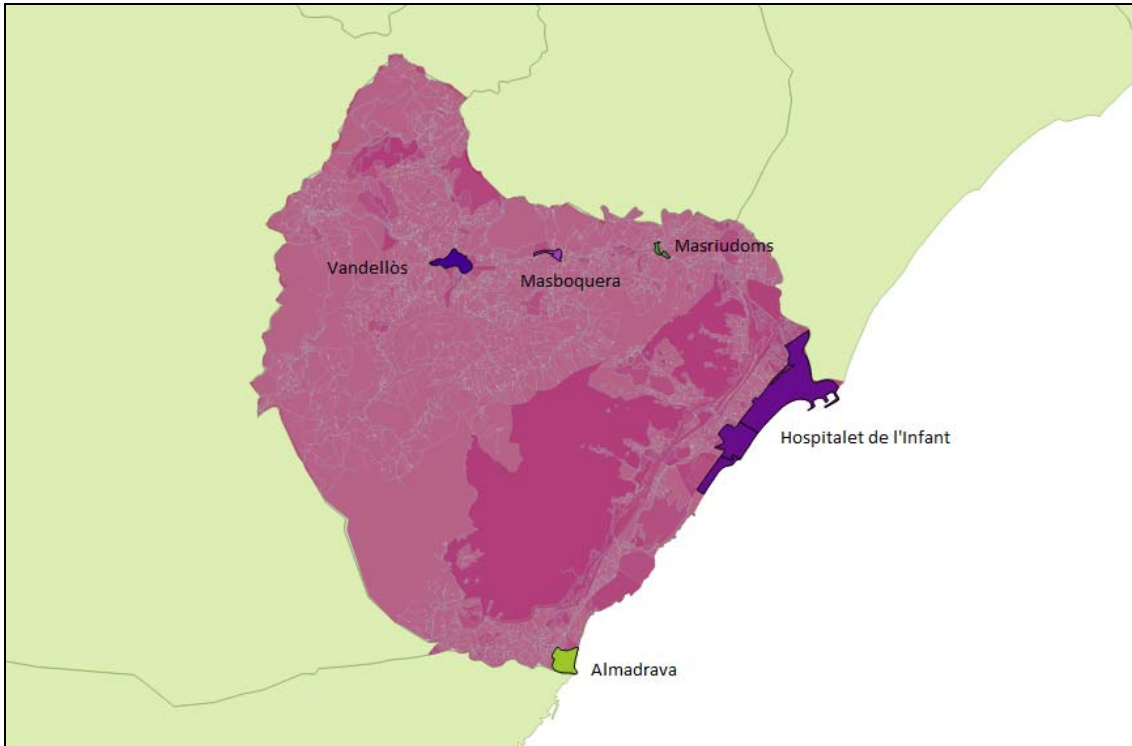 Masriudoms
Vandellòs
Masboquera
Hospitalet de l'Infant
Almadrava